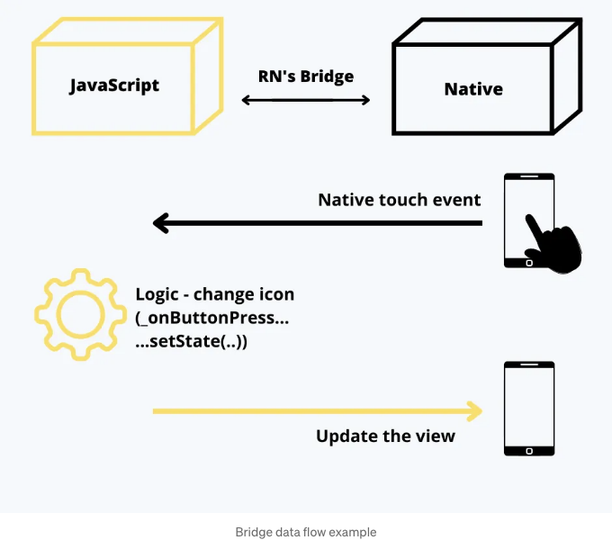 JavaScript
RN's Bridge
Native
Native touch event
Logic - change icon
(_onButtonPress...
...setState(..))
Update the view
Bridge data flow example